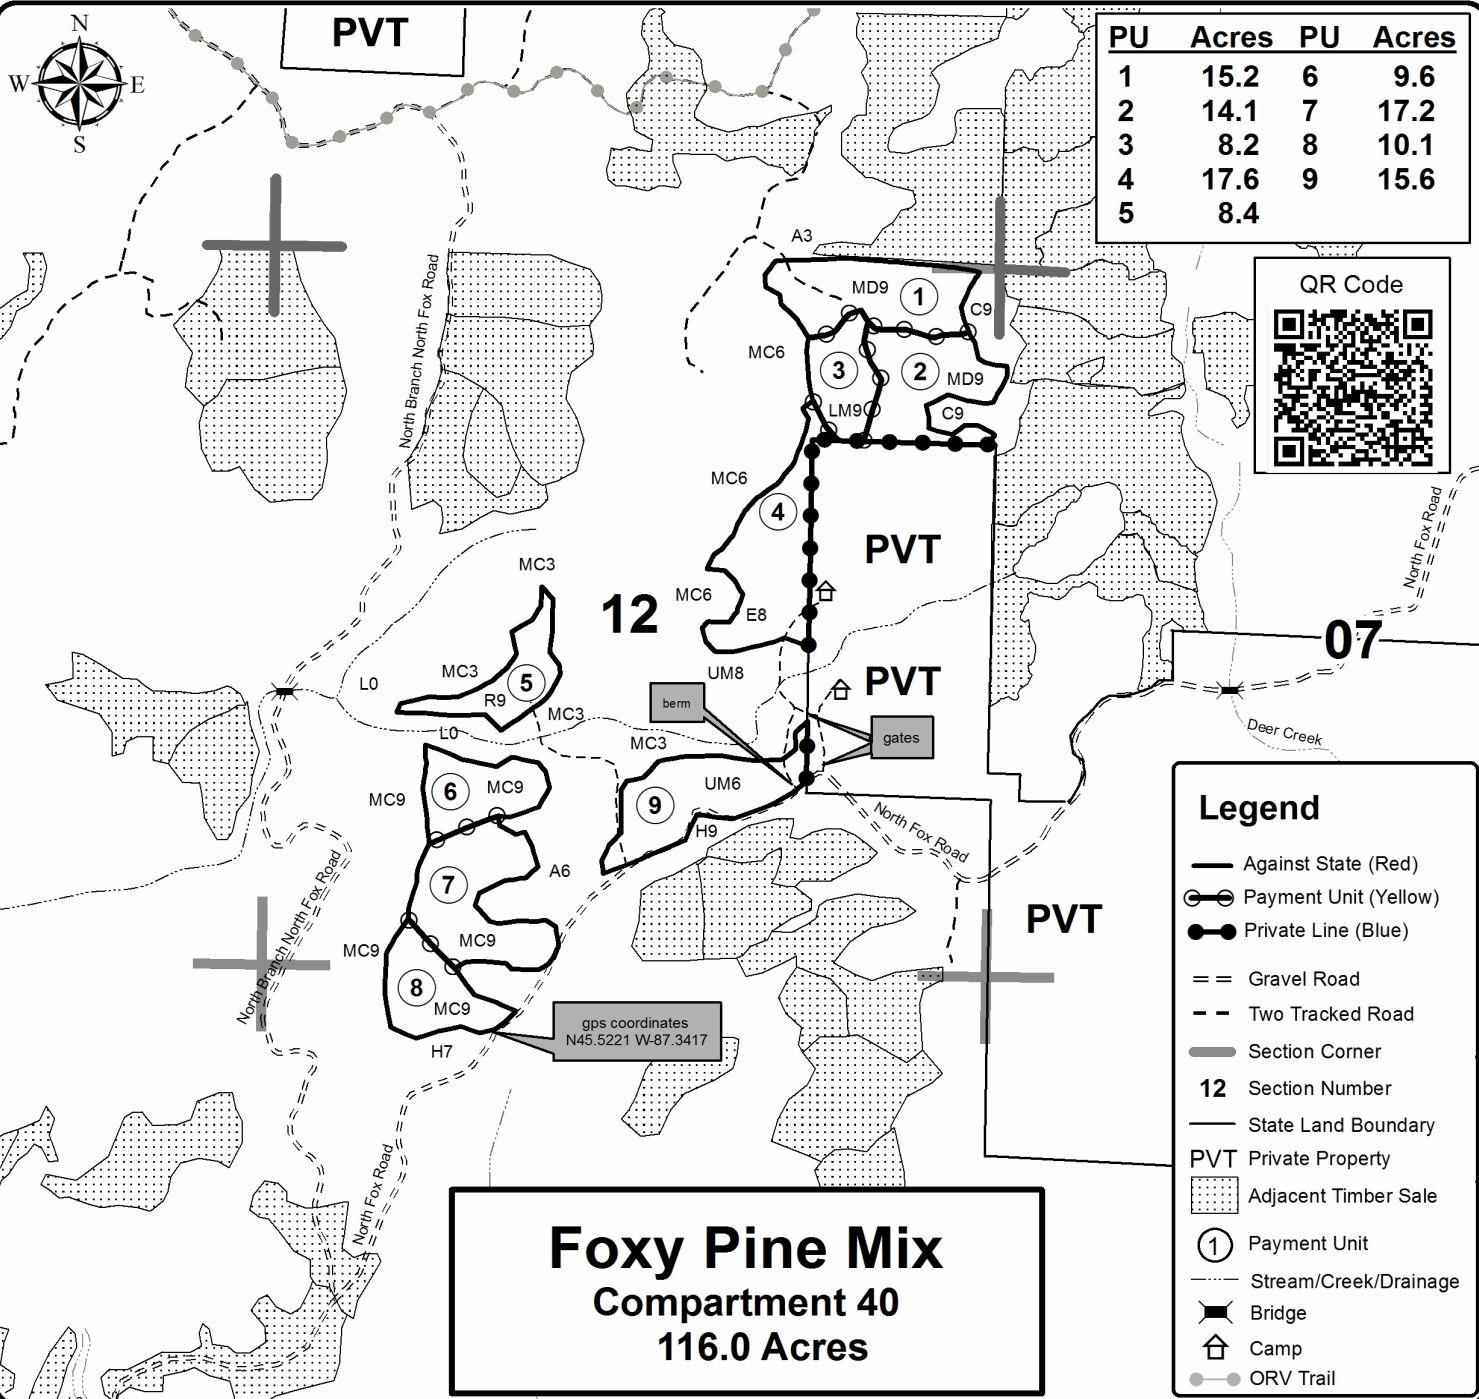 N
W E
S
PVT
PU Acres PU Acres
1 15.2 6 9.6
2 14.1 7 17.2
3 8.2 8 10.1
4 17.6 9 15.6
5 8.4
QR Code
A3
MD9 1
C9
MC6
3
2
MD9
LM9
C9
North Branch North Fox Road
MC6
4
PVT
North Fox Road
MC3
12
MC6
E8
07
MC3
L0
R9
5
MC3
UM8
PVT
berm
gates
L0
MC3
Deer Creek
MC9
6
MC9
UM6
9
H9
North Fox Road
7
A6
North Branch North Fox Road
MC9
MC9
8
MC9
PVT
gps coordinates
N45.5221 W-87.3417
H7
North Fox Road
Legend
Against State (Red)
Payment Unit (Yellow)
Private Line (Blue)
Gravel Road
Two Tracked Road
Section Corner
12 Section Number
State Land Boundary
PVT Private Property
Adjacent Timber Sale
1 Payment Unit
Stream/Creek/Drainage
Bridge
Camp
ORV Trail
Foxy Pine Mix
Compartment 40
116.0 Acres